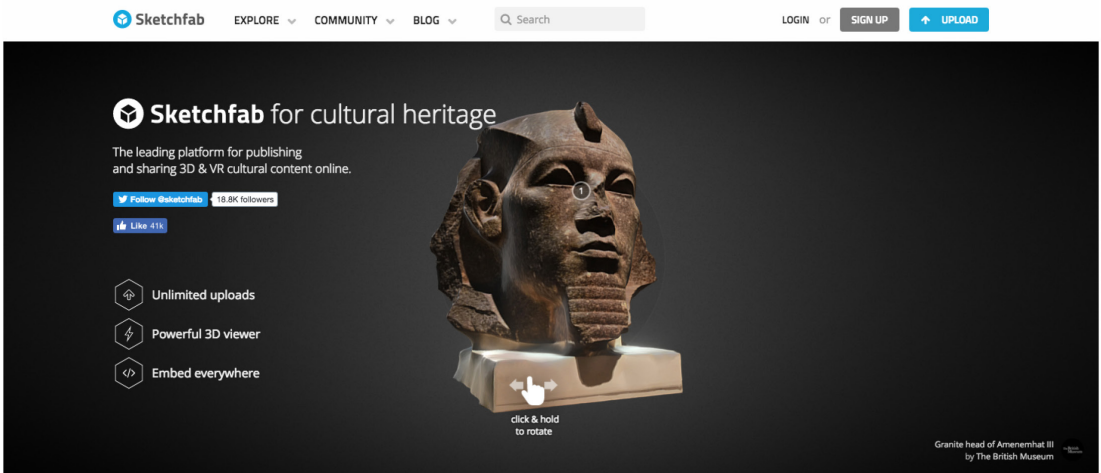 Sketchfab
EXPLORE
COMMUNITY
BLOG
Search
LOGIN or
SIGN UP
UPLOAD
Sketchfab for cultural heritage
The leading platform for publishing
and sharing 3D & VR cultural content online.
Follow @sketchfab
18.8K followers
Like 41k
1
Unlimited uploads
Powerful 3D viewer
Embed everywhere
click & hold
to rotate
Granite head of Amenemhat III
by The British Museum